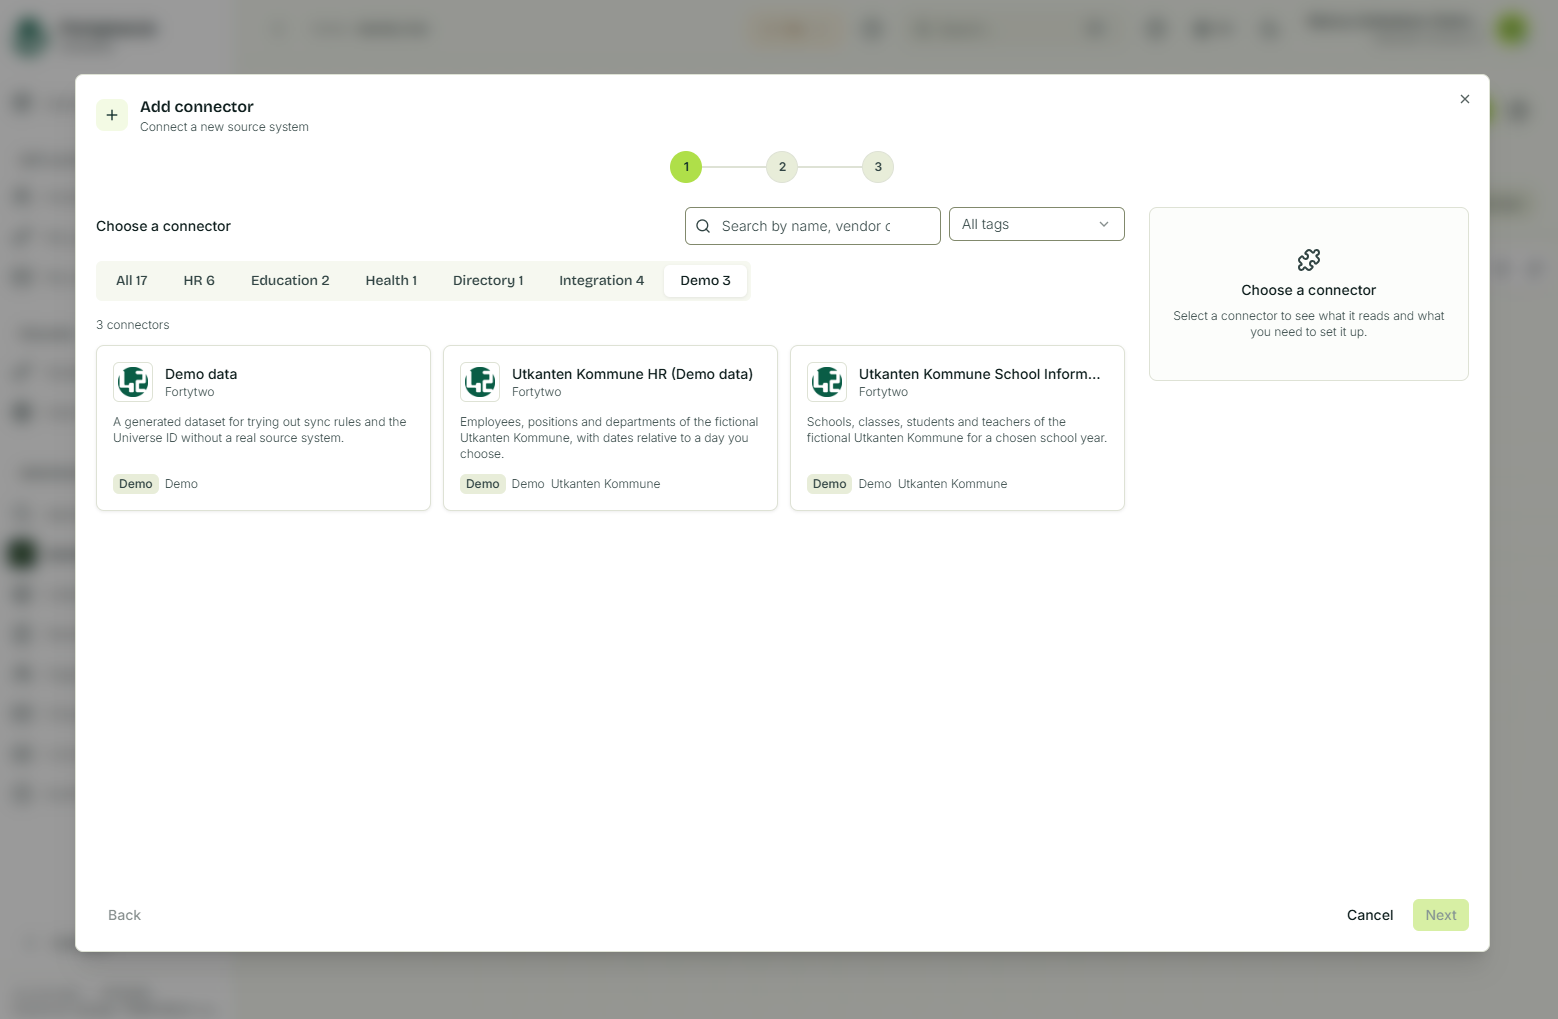 Add connector
Connect a new source system
1
2
3
Choose a connector
Search by name, vendor c
All tags
All 17
HR 6
Education 2
Health 1
Directory 1
Integration 4
Demo 3
3 connectors
Demo data
Fortytwo
A generated dataset for trying out sync rules and the
Universe ID without a real source system.
Demo Demo
Utkanten Kommune HR (Demo data)
Fortytwo
Employees, positions and departments of the fictional
Utkanten Kommune, with dates relative to a day you
choose.
Demo Demo Utkanten Kommune
Utkanten Kommune School Inform...
Fortytwo
Schools, classes, students and teachers of the
fictional Utkanten Kommune for a chosen school year.
Demo Demo Utkanten Kommune
Choose a connector
Select a connector to see what it reads and what
you need to set it up.
Back
Cancel
Next